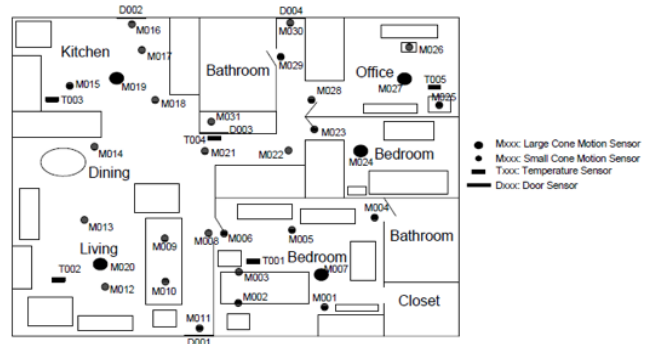 D002
D004
M016
M030
M017
Kitchen
M029
M026
Bathroom
Office
M015
M019
M027
T005
T003
M018
M028
M025
M031
T004
D003
M023
M014
M021
M022
M024
Bedroom
Dining
M013
M004
M009
M008
M006
M005
Bathroom
Living
M020
T001
Bedroom
T002
M012
M010
M003
M007
M002
M001
Closet
M011
D001
Mxxx: Large Cone Motion Sensor
Mxxx: Small Cone Motion Sensor
Txxx: Temperature Sensor
Dxxx: Door Sensor